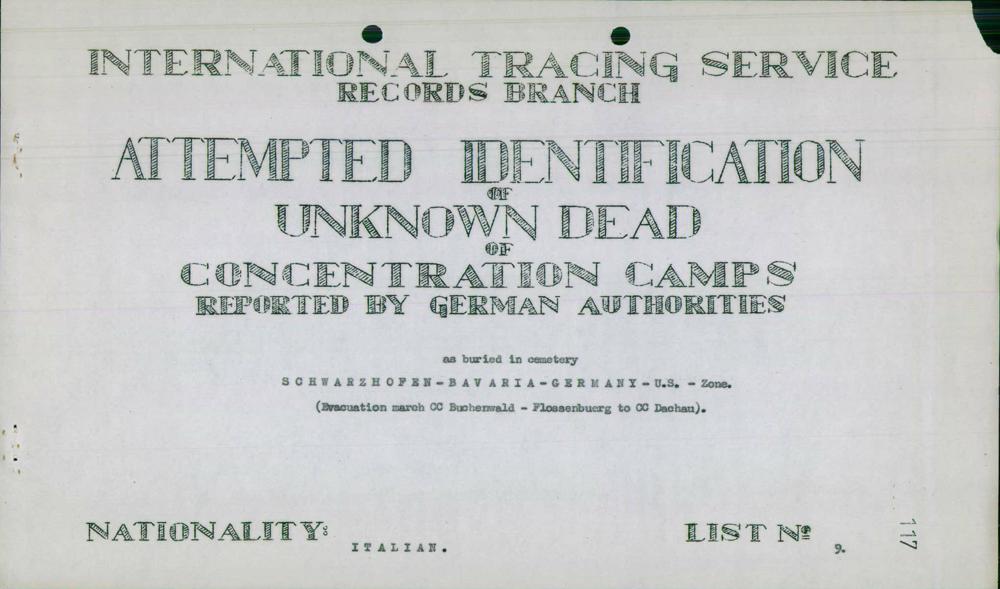 INTERNATIONAL TRACING SERVICE
RECORDS BRANCH
ATTEMPTED IDENTIFICATION
OF
UNKNOWN DEAD
OF
CONCENTRATION CAMPS
REPORTED BY GERMAN AUTHORITIES
as buried in cemetery
SCHWARZHOFEN-BAVARIA-GERMANY-U.S. - Zone.
(Evacuation march CC Buchenwald - Flossenbuerg to CC Dachau).
NATIONALITY: ITALIAN.
LIST Nº 9.
117